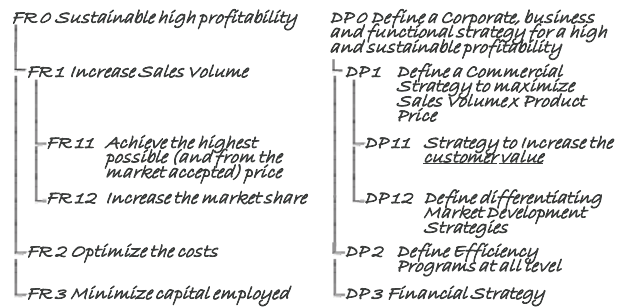 FR0 Sustainable high profitability
FR1 Increase Sales Volume
FR11 Achieve the highest
possible (and from the
market accepted) price
FR12 Increase the market share
FR2 Optimize the costs
FR3 Minimize capital employed
DP0 Define a Corporate, business
and functional strategy for a high
and sustainable profitability
DP1 Define a Commercial
Strategy to maximize
Sales Volume x Product
Price
DP11 Strategy to Increase the
customer value
DP12 Define differentiating
Market Development
Strategies
DP2 Define Efficiency
Programs at all level
DP3 Financial Strategy